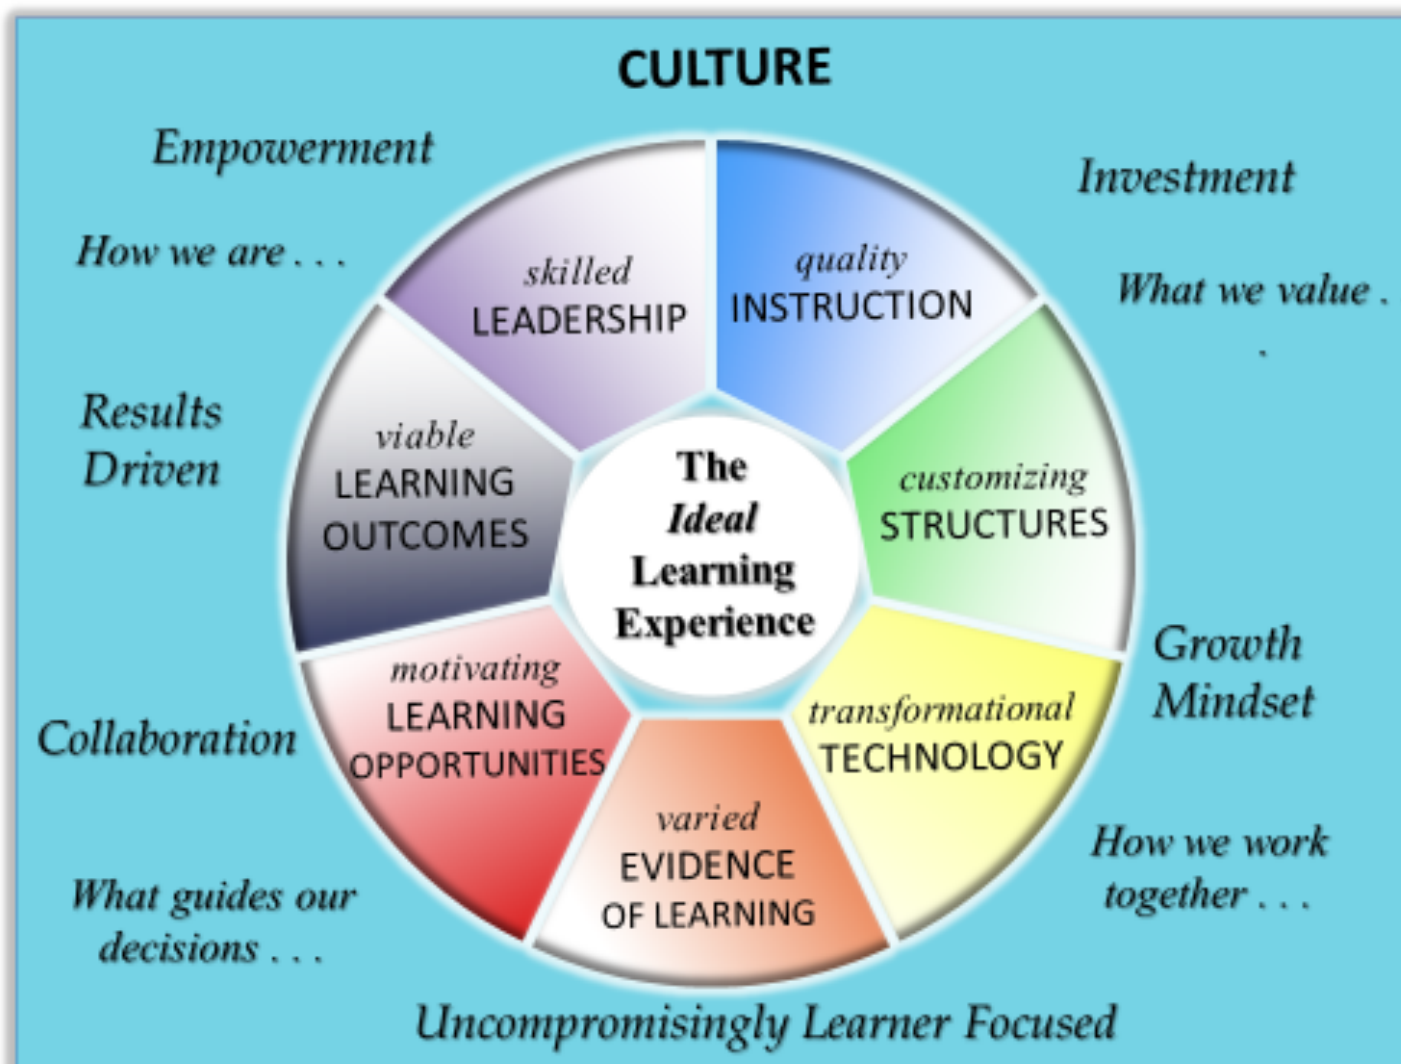 CULTURE
Empowerment
Investment
How we are . . .
What we value .
.
Results
Driven
Collaboration
What guides our
decisions . . .
Growth
Mindset
How we work
together . . .
Uncompromisingly Learner Focused
skilled
LEADERSHIP
quality
INSTRUCTION
customizing
STRUCTURES
transformational
TECHNOLOGY
varied
EVIDENCE
OF LEARNING
motivating
LEARNING
OPPORTUNITIES
viable
LEARNING
OUTCOMES
The
Ideal
Learning
Experience